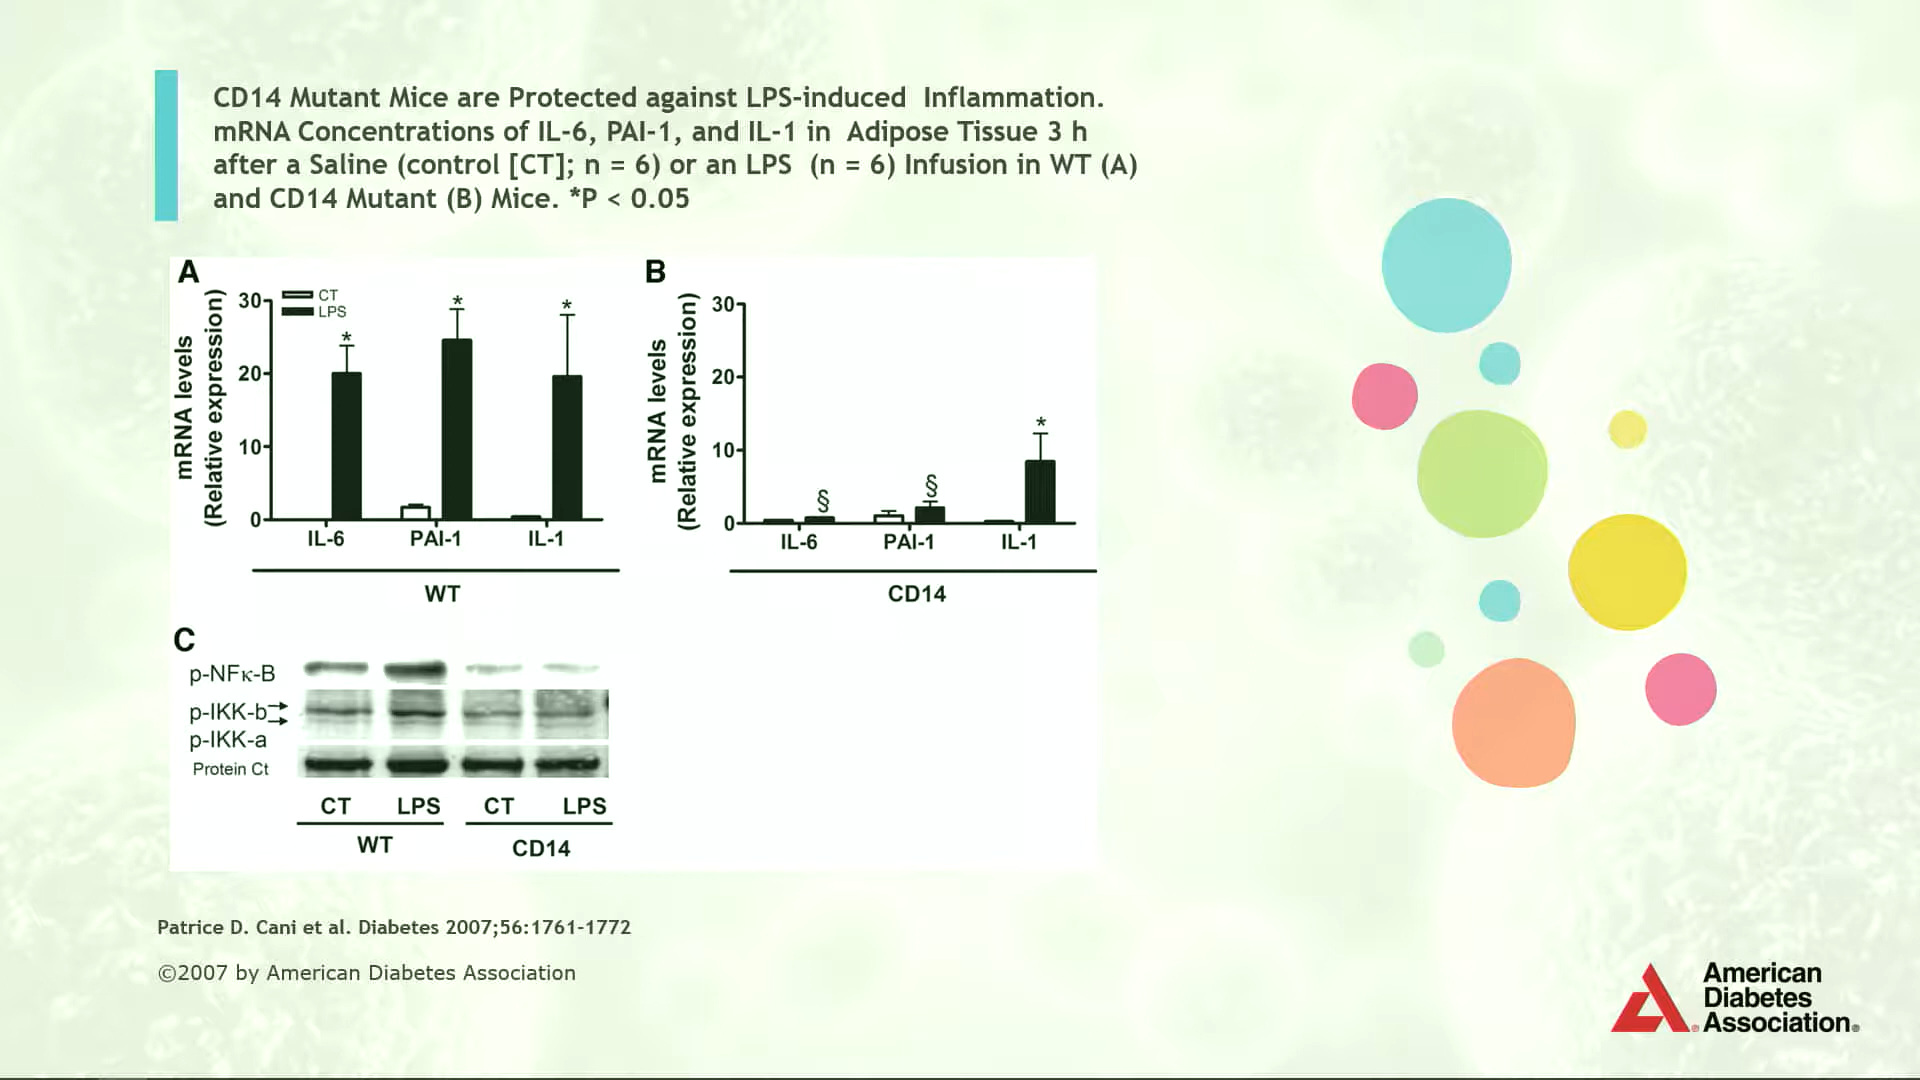 CD14 Mutant Mice are Protected against LPS-induced Inflammation.
mRNA Concentrations of IL-6, PAI-1, and IL-1 in Adipose Tissue 3 h
after a Saline (control [CT]; n = 6) or an LPS (n = 6) Infusion in WT (A)
and CD14 Mutant (B) Mice. *P < 0.05
A
mRNA levels
(Relative expression)
30
20
10
0
CT
LPS
*
*
*
IL-6
PAI-1
IL-1
WT
B
mRNA levels
(Relative expression)
30
20
10
0
§
§
*
IL-6
PAI-1
IL-1
CD14
C
p-NFκ-B
p-IKK-b
p-IKK-a
Protein Ct
CT
LPS
CT
LPS
WT
CD14
Patrice D. Cani et al. Diabetes 2007;56:1761-1772
©2007 by American Diabetes Association
American
Diabetes
Association®